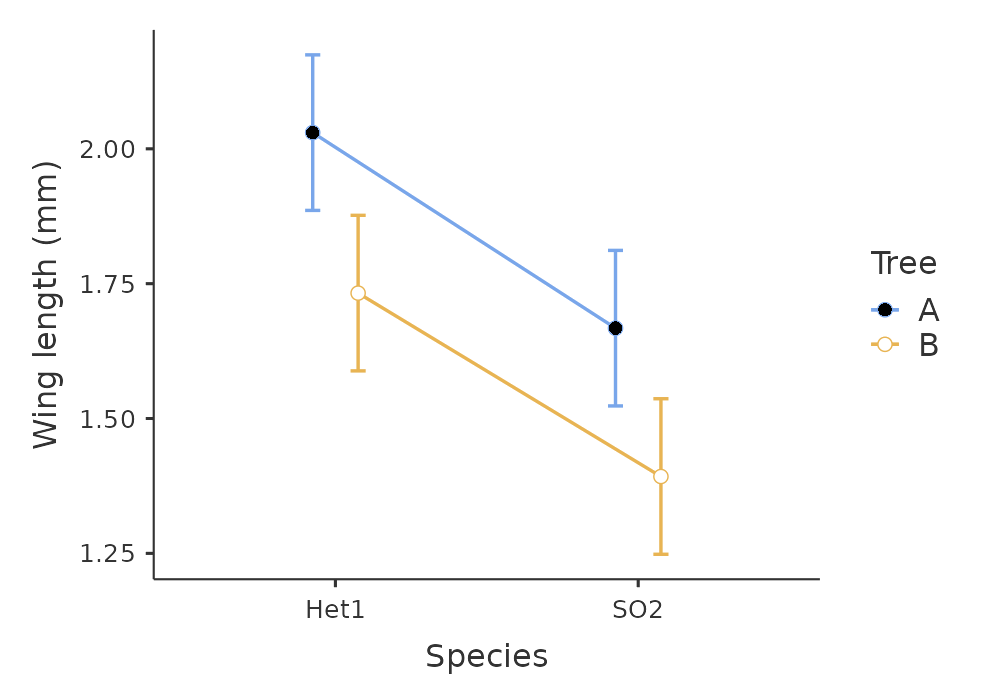 Wing length (mm)
2.00
1.75
1.50
1.25
Het1
SO2
Species
Tree
A
B